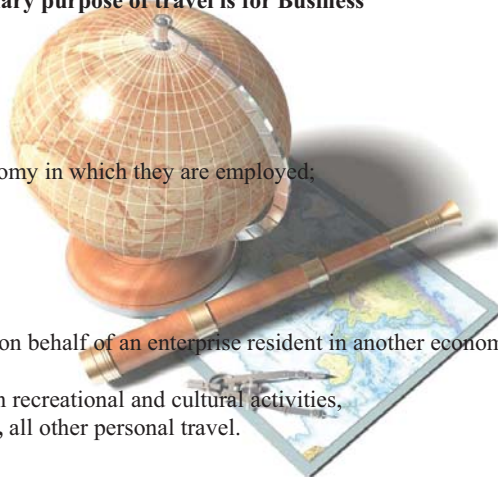 ary purpose of travel is for Business
omy in which they are employed;
on behalf of an enterprise resident in another econom
n recreational and cultural activities,
, all other personal travel.